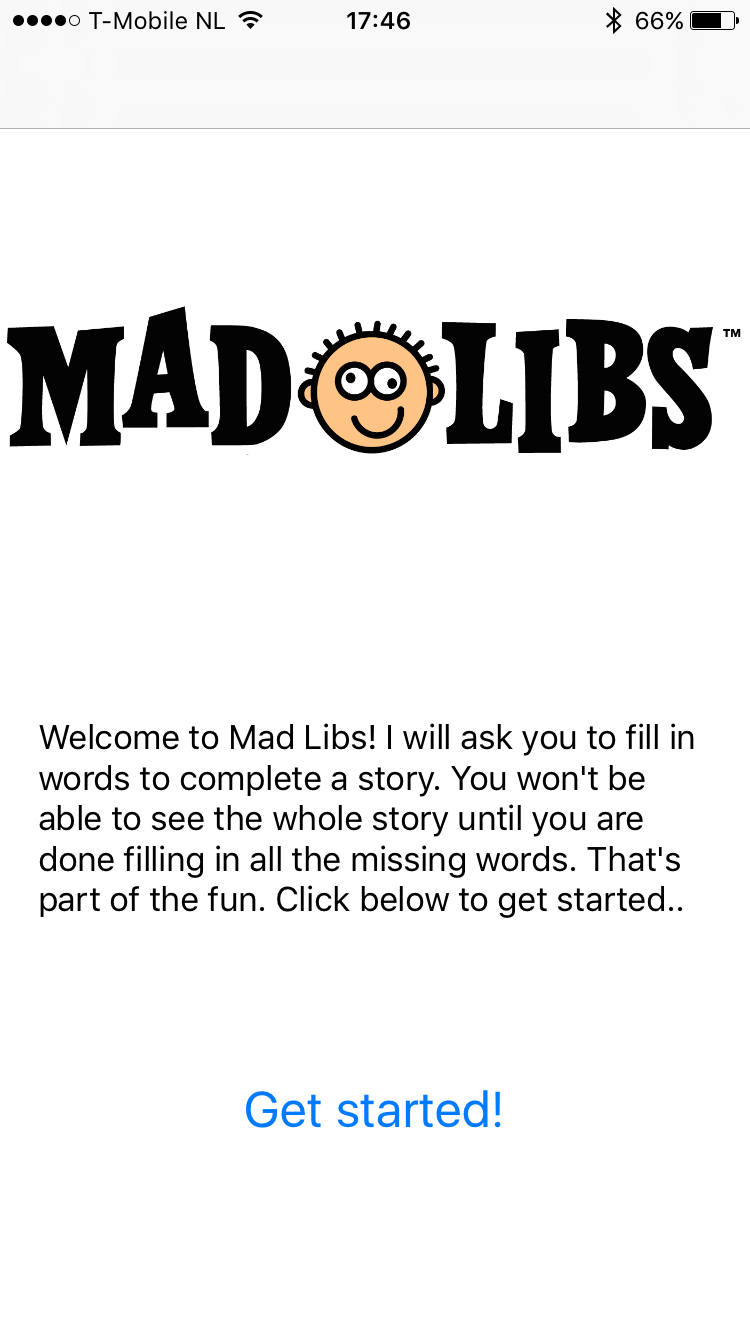 T-Mobile NL 17:46 66%
MAD LIBS ™
Welcome to Mad Libs! I will ask you to fill in
words to complete a story. You won't be
able to see the whole story until you are
done filling in all the missing words. That's
part of the fun. Click below to get started..
Get started!